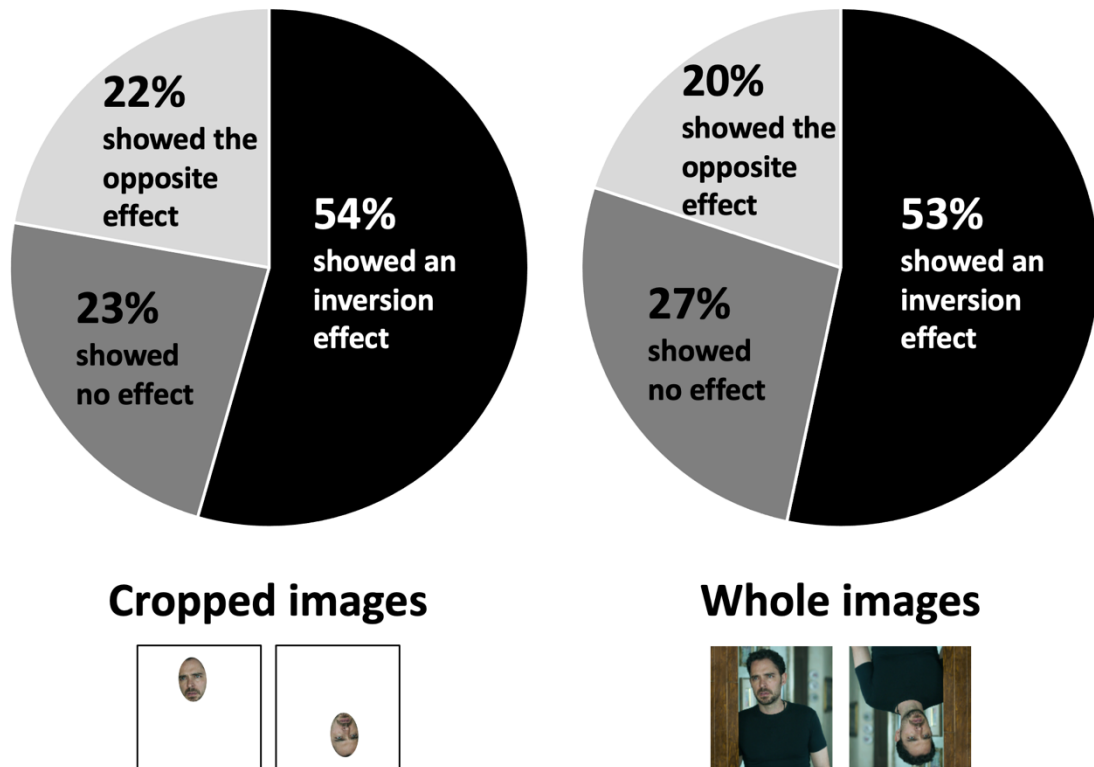 22%
showed the
opposite
effect
54%
showed an
inversion
effect
23%
showed
no effect
Cropped images
20%
showed the
opposite
effect
53%
showed an
inversion
effect
27%
showed
no effect
Whole images